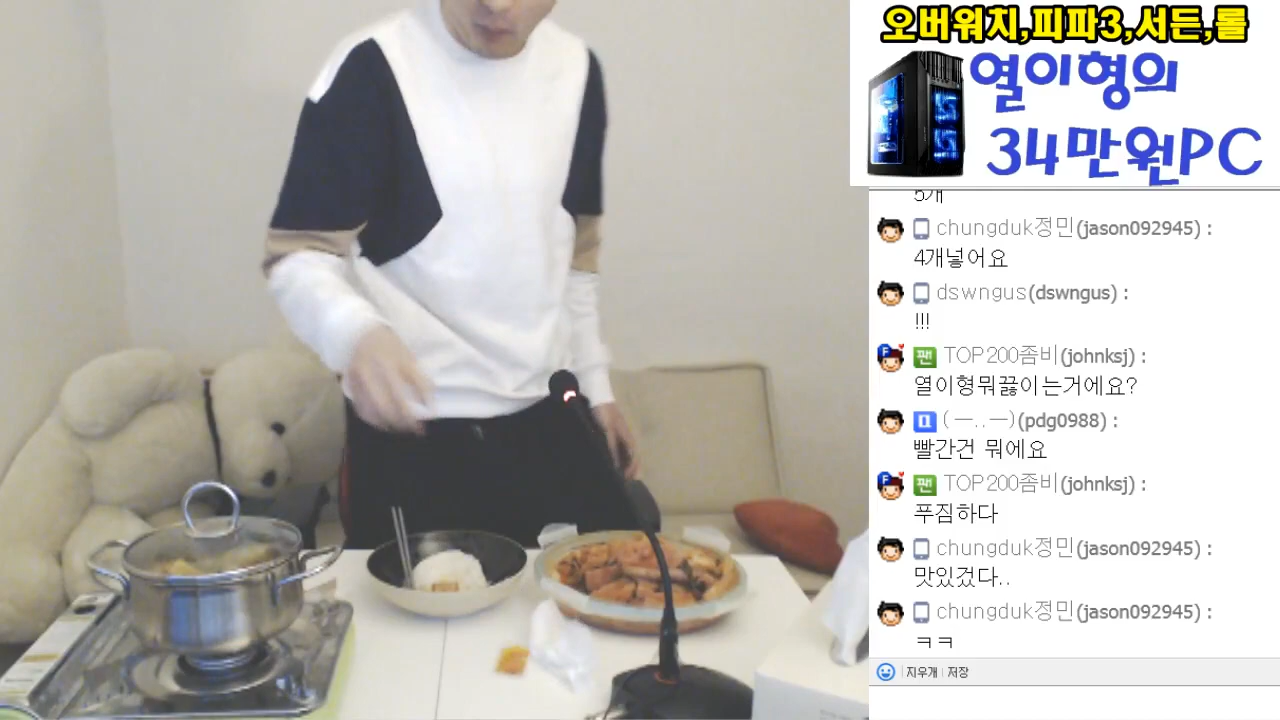 오버워치,피파3,서든,롤
열이형의
34만원PC
5개
chungduk정민(jason092945) :
4개넣어요
dswngus(dswngus) :
!!!
팬 TOP200좀비(johnksj) :
열이형뭐끓이는거에요?
(ㅡ..ㅡ)(pdg0988) :
빨간건 뭐에요
팬 TOP200좀비(johnksj) :
푸짐하다
chungduk정민(jason092945) :
맛있겄다..
chungduk정민(jason092945) :
ㅋㅋ
지우개 | 저장